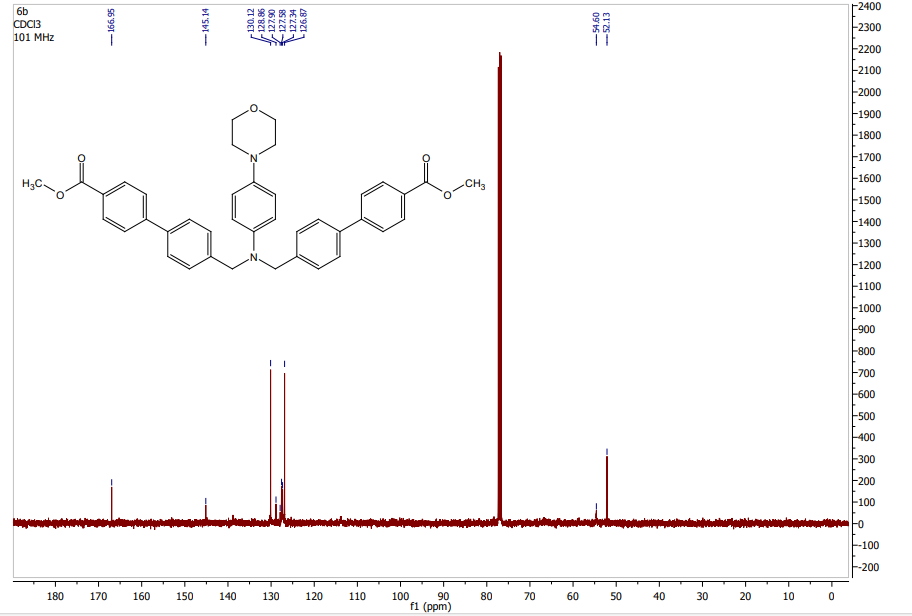 6b
CDCl3
101 MHz
166.95
145.14
130.12
128.86
127.90
127.58
127.34
126.87
54.60
52.13
O
N
O
H3C
O
N
O
O
CH3
2400
2300
2200
2100
2000
1900
1800
1700
1600
1500
1400
1300
1200
1100
1000
900
800
700
600
500
400
300
200
100
0
-100
-200
180 170 160 150 140 130 120 110 100 90 80 70 60 50 40 30 20 10 0
f1 (ppm)